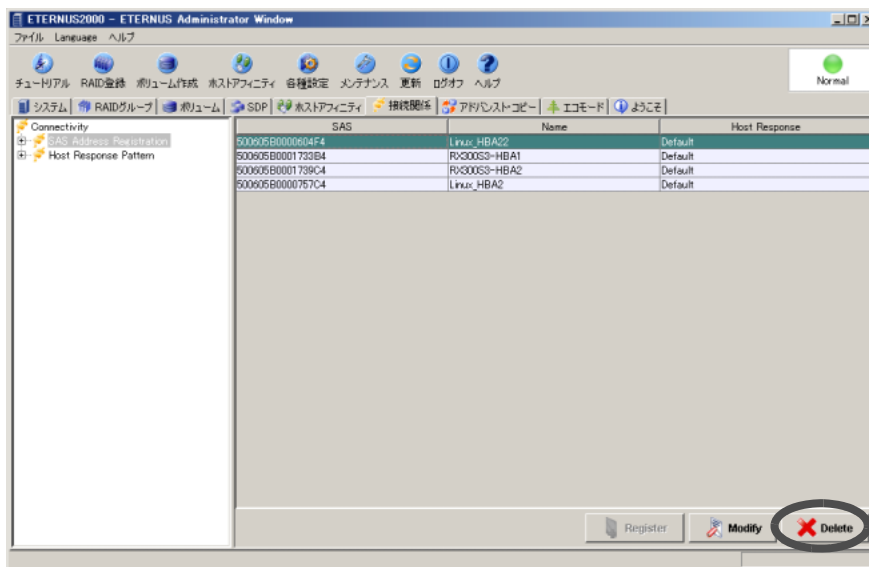 ETERNUS2000 - ETERNUS Administrator Window
ファイル Language ヘルプ
チュートリアル RAID登録 ボリューム作成 ホストアフィニティ 各種設定 メンテナンス 更新 ログオフ ヘルプ
Normal
システム RAIDグループ ボリューム SDP ホストアフィニティ 接続関係 アドバンスト・コピー エコモード ようこそ
Connectivity
SAS Address Registration
Host Response Pattern
SAS Name Host Response
500605B0000604F4 Linux_HBA22 Default
500605B0001733B4 RX300S3-HBA1 Default
500605B0001739C4 RX300S3-HBA2 Default
500605B0000757C4 Linux_HBA2 Default
Register Modify Delete